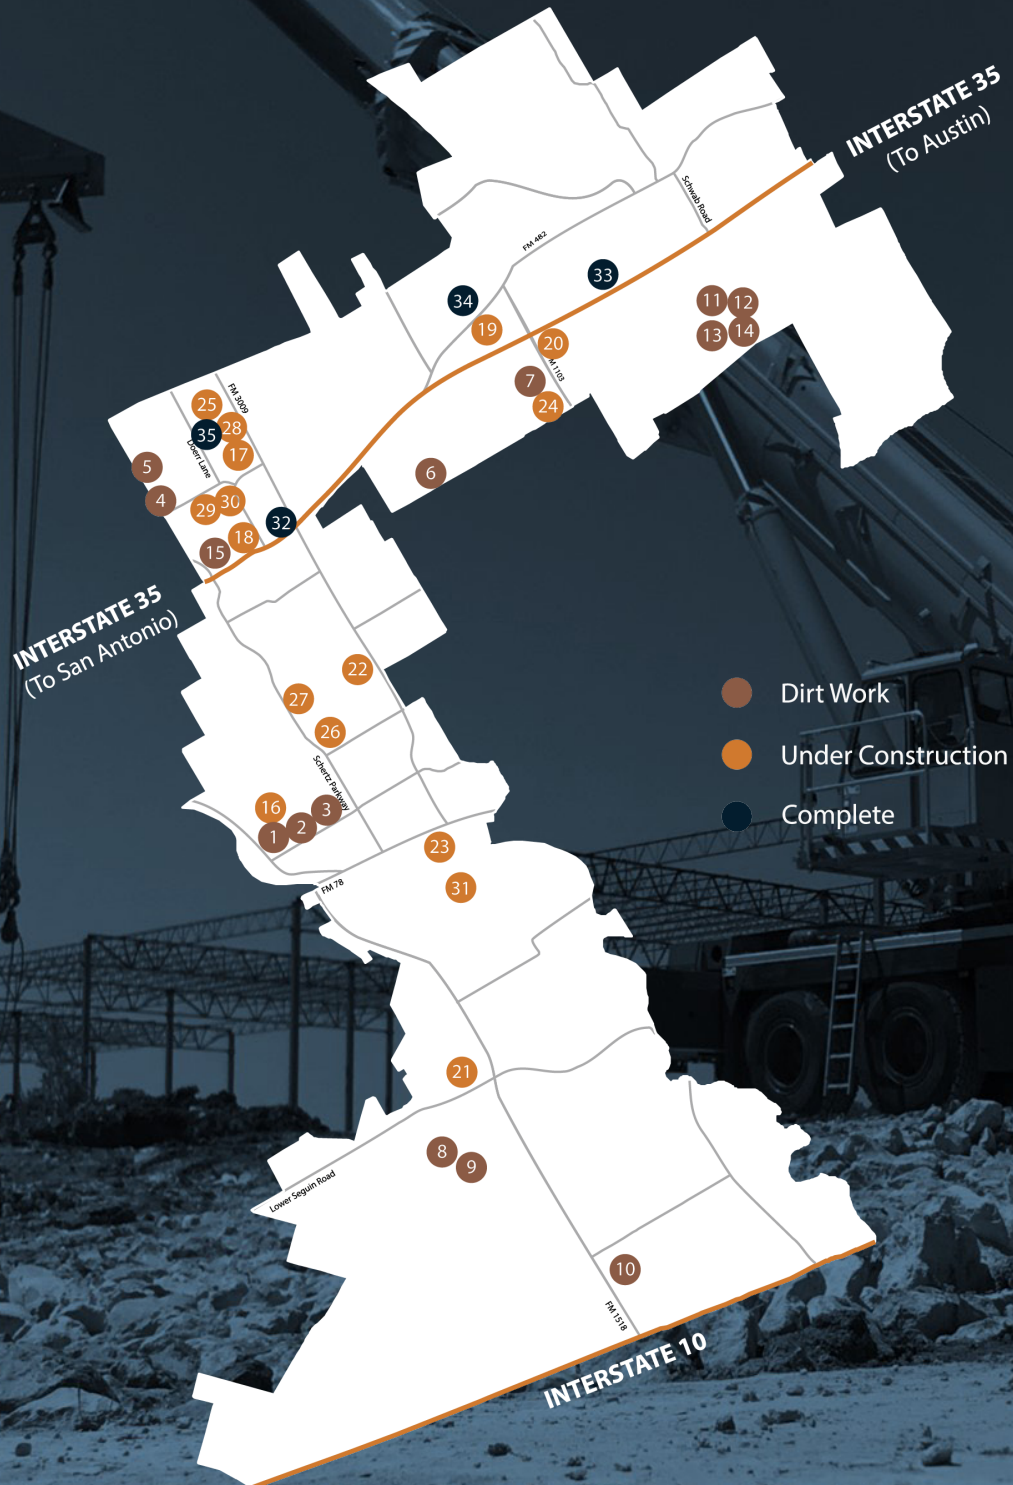 INTERSTATE 35
(To Austin)
Schwab Road
FM 482
33
34
11
12
19
13
14
20
M 1103
7
FM 3009
25
24
28
35
Doerr Lane
17
5
6
4
30
29
32
18
15
INTERSTATE 35
(To San Antonio)
22
27
Dirt Work
26
Under Construction
Schertz Parkway
16
3
Complete
2
1
23
FM 78
31
21
8
9
Lower Seguin Road
10
FM 1518
INTERSTATE 10